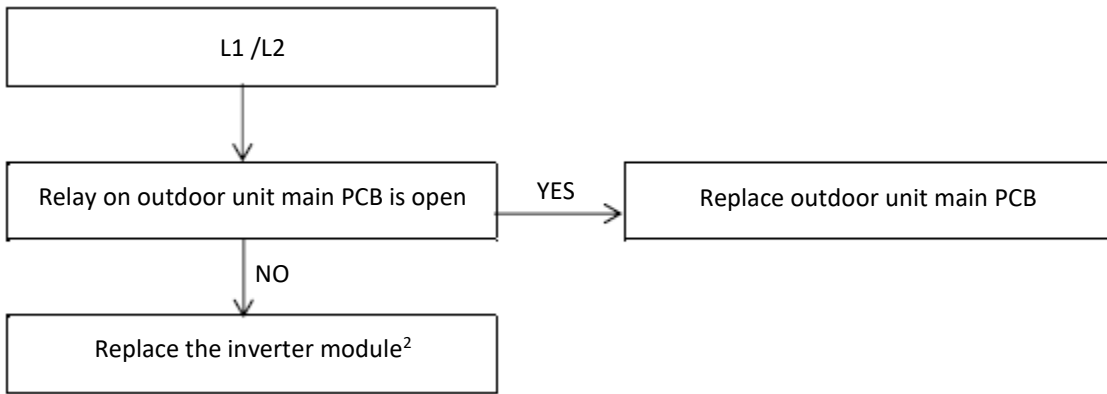 L1 /L2
Relay on outdoor unit main PCB is open
YES
Replace outdoor unit main PCB
NO
Replace the inverter module²